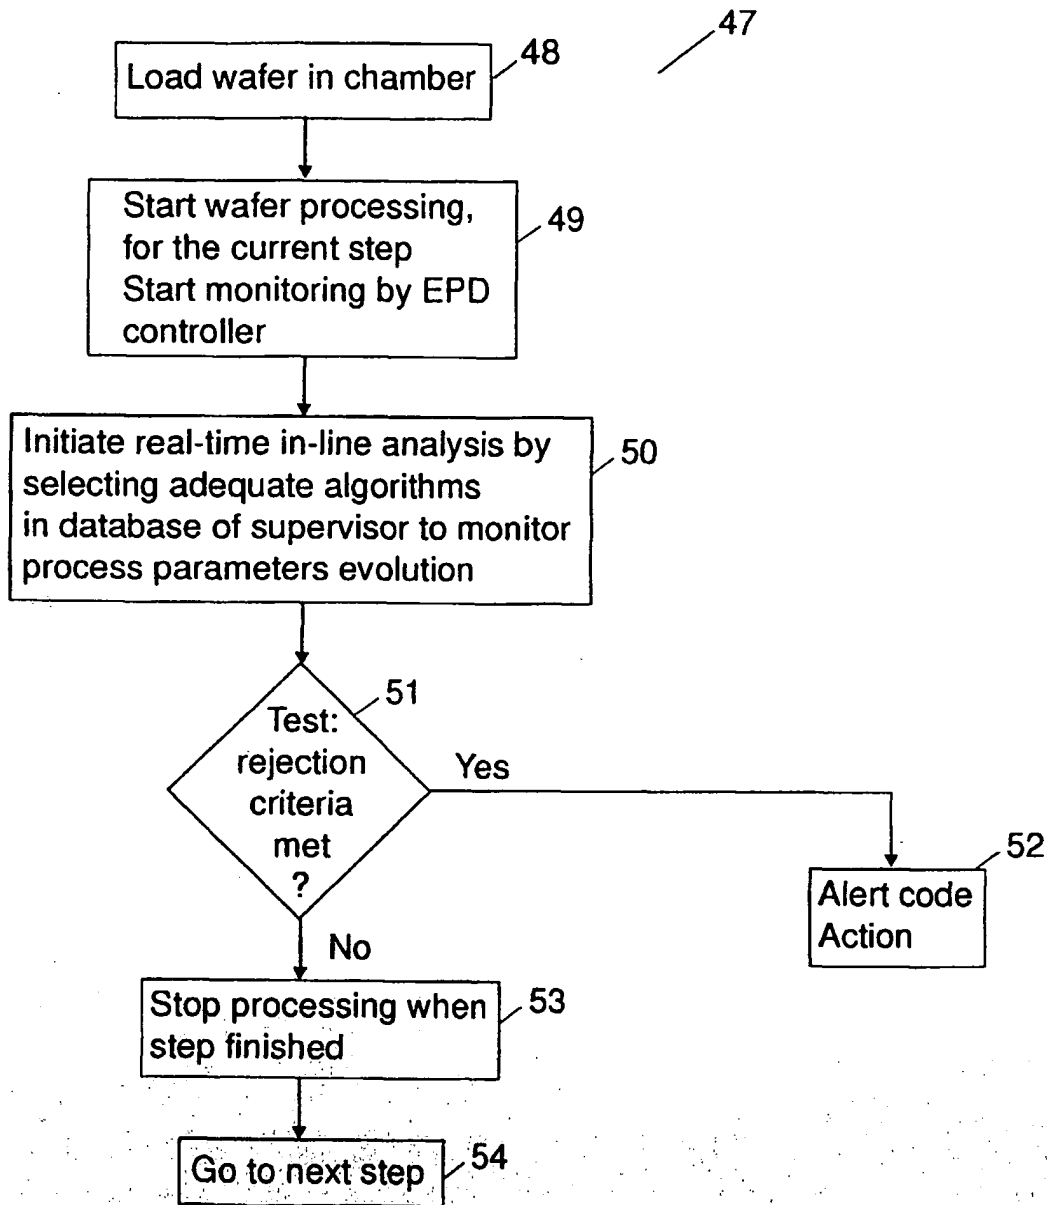 47
Load wafer in chamber
48
Start wafer processing,
for the current step
Start monitoring by EPD
controller
49
Initiate real-time in-line analysis by
selecting adequate algorithms
in database of supervisor to monitor
process parameters evolution
50
Test:
rejection
criteria
met
?
51
Yes
52
Alert code
Action
No
Stop processing when
step finished
53
Go to next step
54